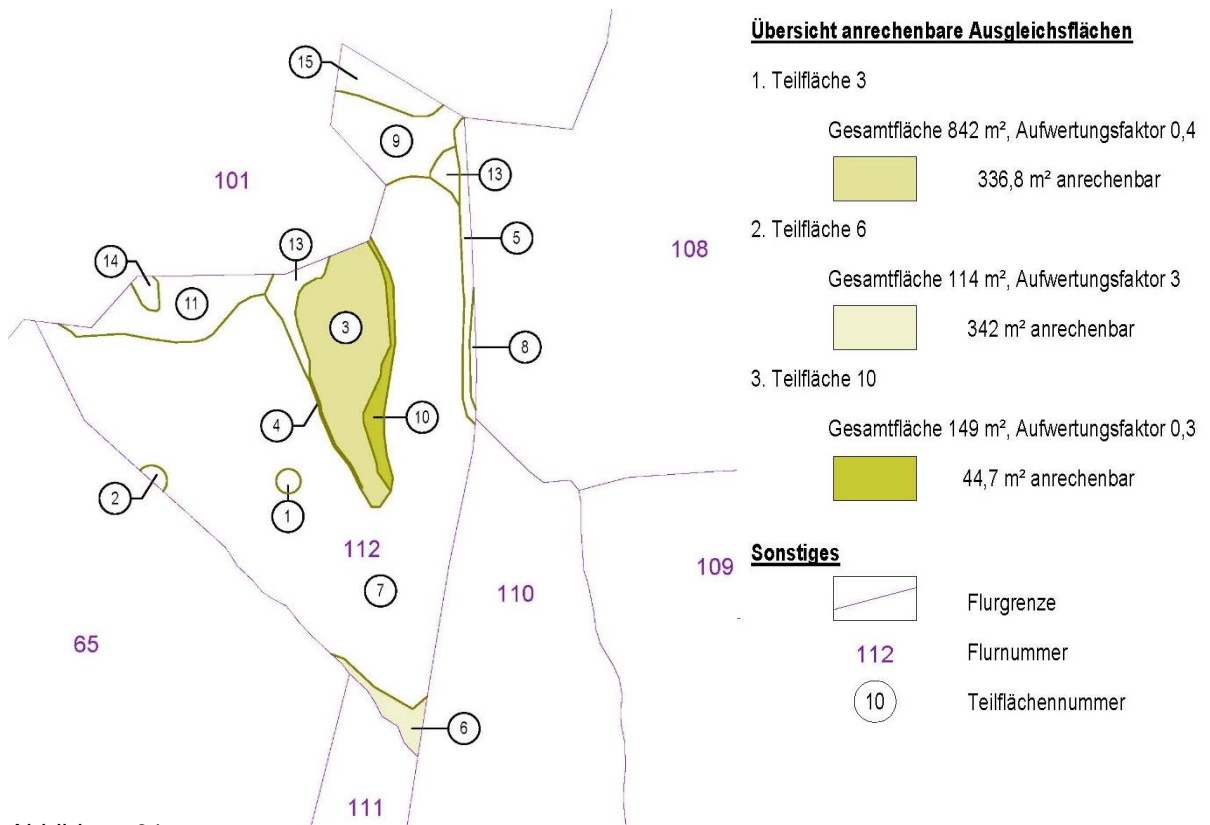 15
9
13
101
5
108
13
14
11
3
8
4
10
2
1
112
7
109
110
65
6
111
Übersicht anrechenbare Ausgleichsflächen
1. Teilfläche 3
Gesamtfläche 842 m², Aufwertungsfaktor 0,4
336,8 m² anrechenbar
2. Teilfläche 6
Gesamtfläche 114 m², Aufwertungsfaktor 3
342 m² anrechenbar
3. Teilfläche 10
Gesamtfläche 149 m², Aufwertungsfaktor 0,3
44,7 m² anrechenbar
Sonstiges
Flurgrenze
112 Flurnummer
10 Teilflächennummer